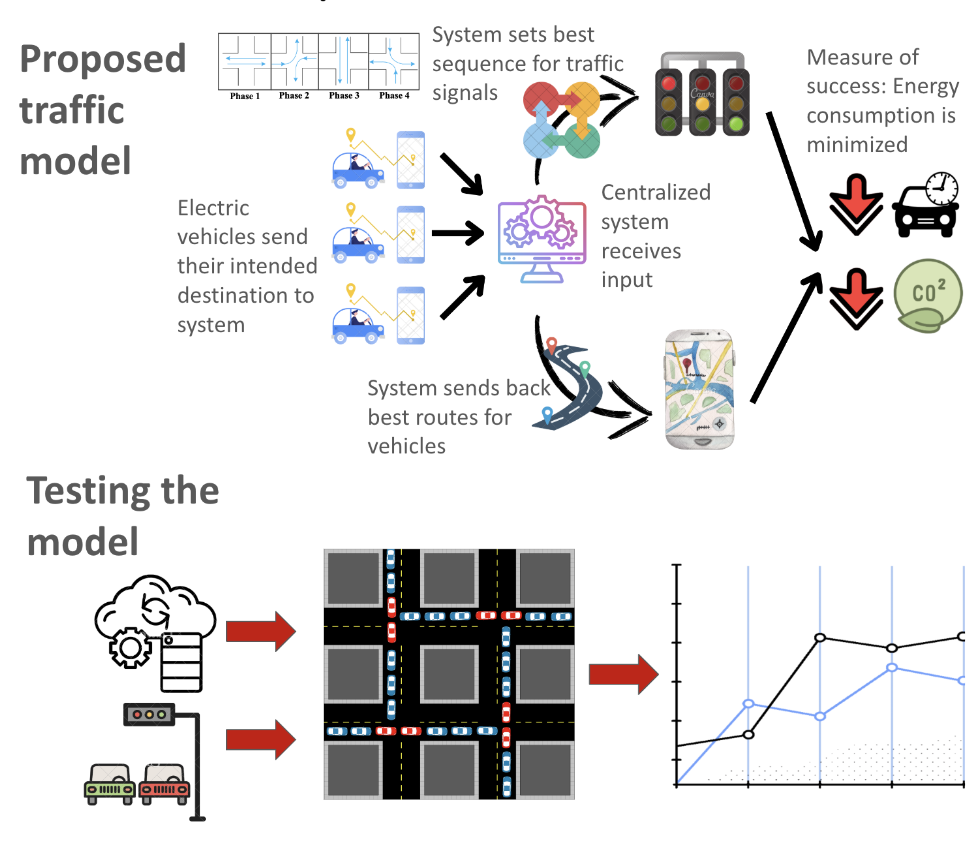 Proposed
traffic
model
Phase 1 Phase 2 Phase 3 Phase 4
System sets best
sequence for traffic
signals
Canva
Measure of
success: Energy
consumption is
minimized
Electric
vehicles send
their intended
destination to
system
Centralized
system
receives
input
CO²
System sends back
best routes for
vehicles
Testing the
model